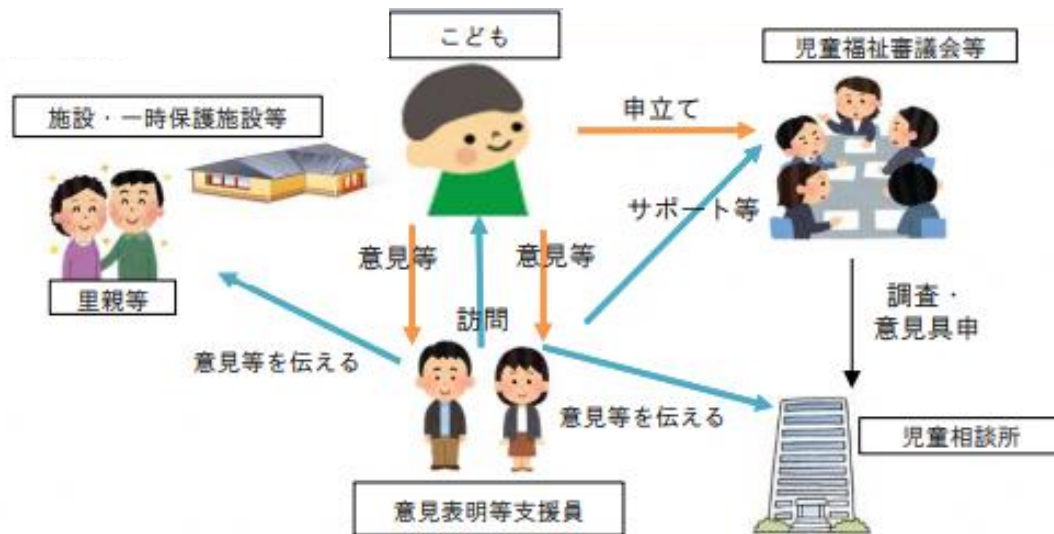 こども
児童福祉審議会等
施設・一時保護施設等
申立て
サポート等
意見等
意見等
里親等
訪問
調査・
意見具申
意見等を伝える
意見等を伝える
児童相談所
意見表明等支援員